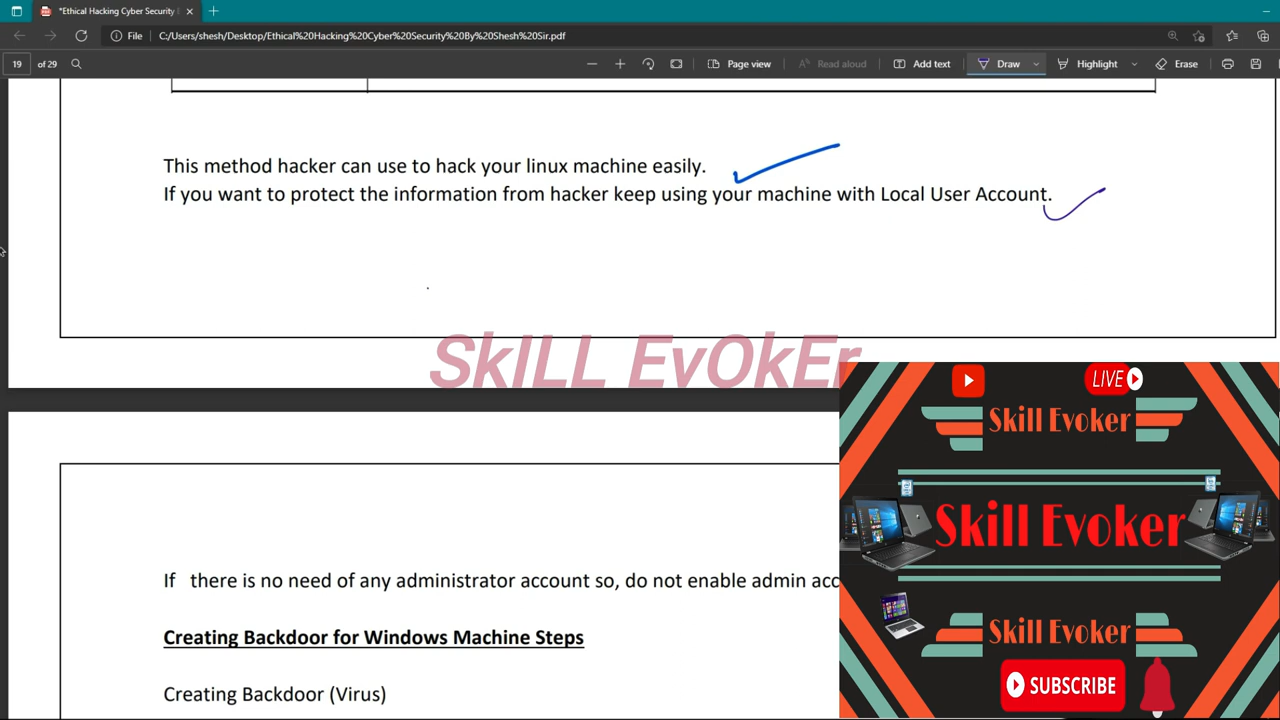 *Ethical Hacking Cyber Security
File
C:/Users/shesh/Desktop/Ethical%20Hacking%20Cyber%20Security%20By%20Shesh%20Sir.pdf
19 of 29
Page view
Read aloud
Add text
Draw
Highlight
Erase
This method hacker can use to hack your linux machine easily.
If you want to protect the information from hacker keep using your machine with Local User Account.
SkILL EvOkEr
LIVE
Skill Evoker
Skill Evoker
Skill Evoker
SUBSCRIBE
If there is no need of any administrator account so, do not enable admin acc
Creating Backdoor for Windows Machine Steps
Creating Backdoor (Virus)